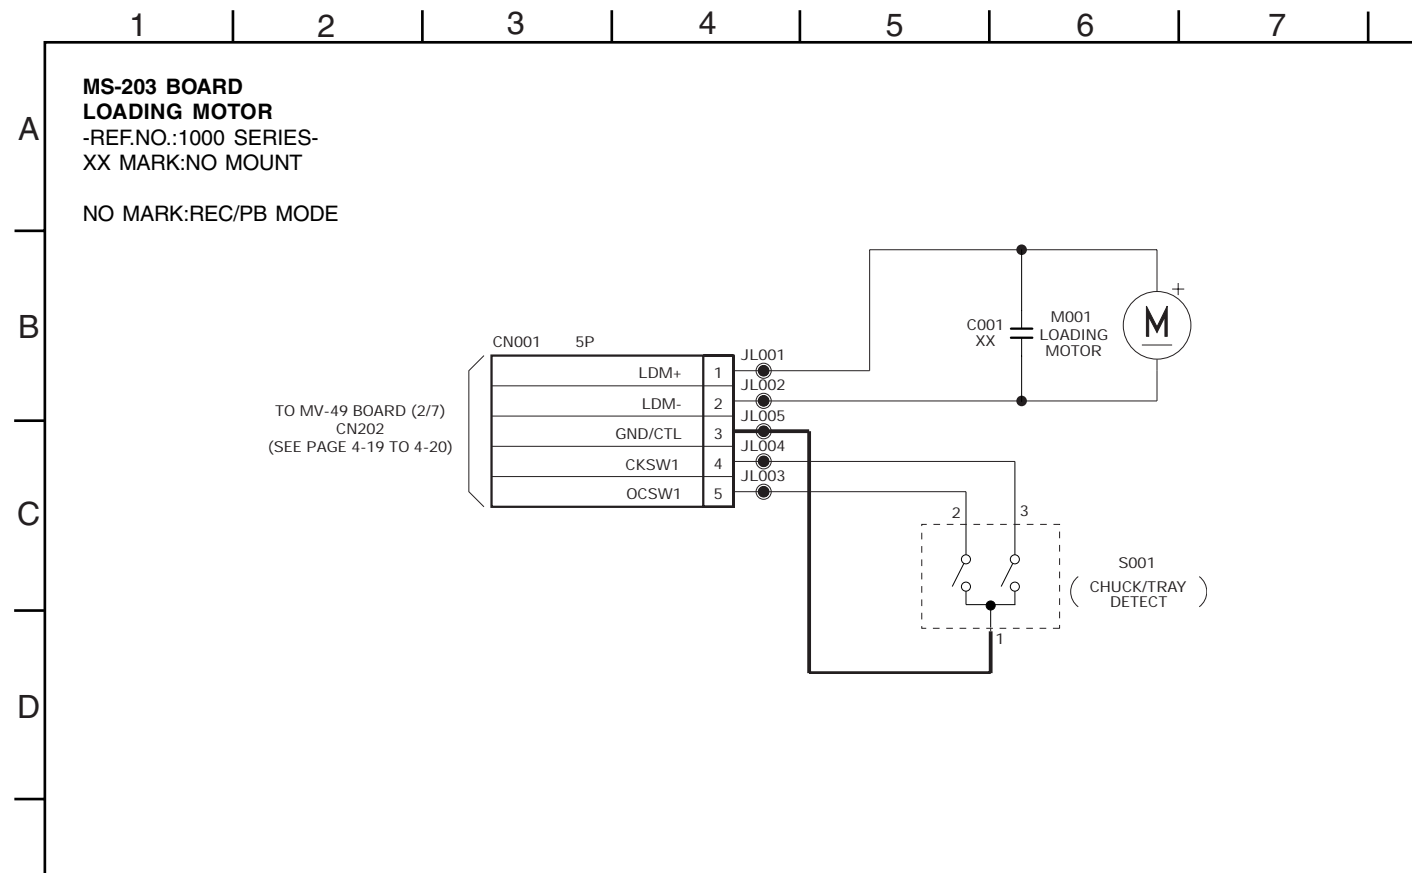 1 2 3 4 5 6 7
A
B
C
D
MS-203 BOARD
LOADING MOTOR
-REF.NO.:1000 SERIES-
XX MARK:NO MOUNT
NO MARK:REC/PB MODE
CN001 5P
TO MV-49 BOARD (2/7)
CN202
(SEE PAGE 4-19 TO 4-20)
LDM+ 1 JL001
LDM- 2 JL002
GND/CTL 3 JL005
CKSW1 4 JL004
OCSW1 5 JL003
C001
XX
M001
LOADING
MOTOR
M
+
2 3
1
S001
( CHUCK/TRAY
DETECT )